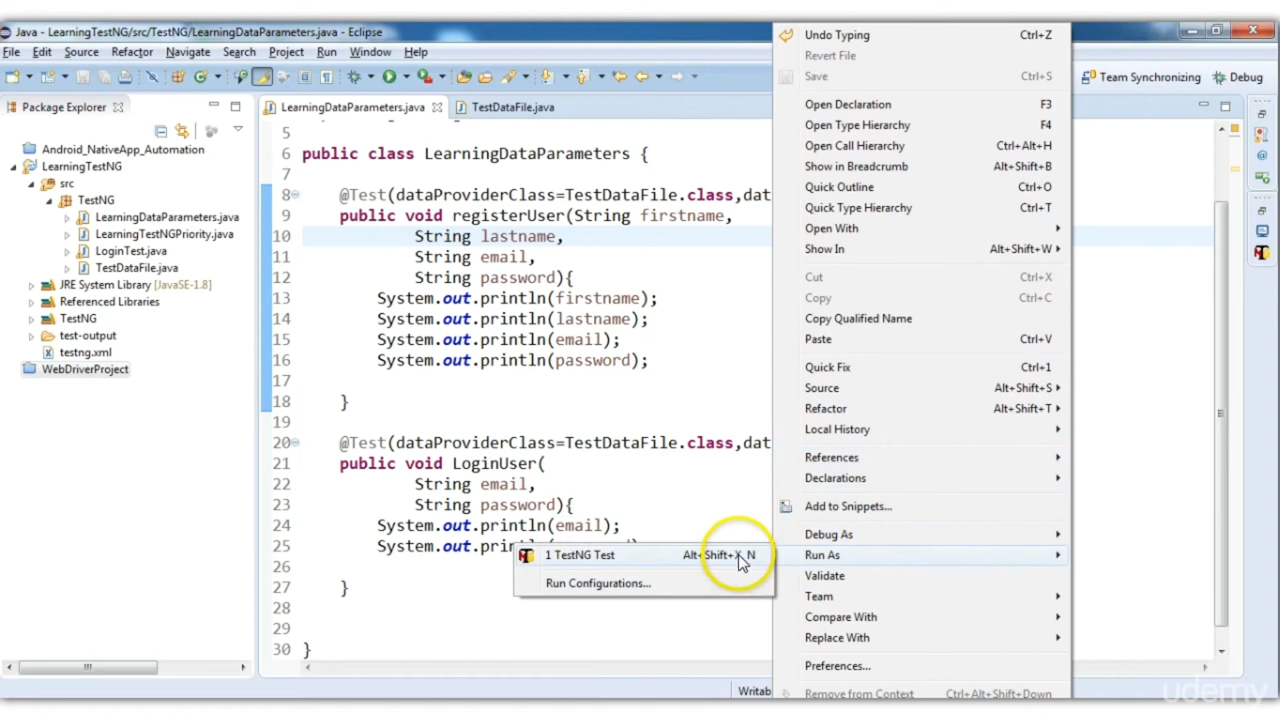 Java - LearningTestNG/src/TestNG/LearningDataParameters.java - Eclipse
File Edit Source Refactor Navigate Search Project Run Window Help
Team Synchronizing Debug
Package Explorer
Android_NativeApp_Automation
LearningTestNG
src
TestNG
LearningDataParameters.java
LearningTestNGPriority.java
LoginTest.java
TestDataFile.java
JRE System Library [JavaSE-1.8]
Referenced Libraries
TestNG
test-output
testng.xml
WebDriverProject
LearningDataParameters.java TestDataFile.java
5
6 public class LearningDataParameters {
7
8 @Test(dataProviderClass=TestDataFile.class,dat
9 public void registerUser(String firstname,
10 String lastname,
11 String email,
12 String password){
13 System.out.println(firstname);
14 System.out.println(lastname);
15 System.out.println(email);
16 System.out.println(password);
17
18 }
19
20 @Test(dataProviderClass=TestDataFile.class,dat
21 public void LoginUser(
22 String email,
23 String password){
24 System.out.println(email);
25 System.out.pri
26
27 }
28
29
30 }
1 TestNG Test Alt+Shift+X, N
Run Configurations...
Undo Typing Ctrl+Z
Revert File
Save Ctrl+S
Open Declaration F3
Open Type Hierarchy F4
Open Call Hierarchy Ctrl+Alt+H
Show in Breadcrumb Alt+Shift+B
Quick Outline Ctrl+O
Quick Type Hierarchy Ctrl+T
Open With
Show In Alt+Shift+W
Cut Ctrl+X
Copy Ctrl+C
Copy Qualified Name
Paste Ctrl+V
Quick Fix Ctrl+1
Source Alt+Shift+S
Refactor Alt+Shift+T
Local History
References
Declarations
Add to Snippets...
Debug As
Run As
Validate
Team
Compare With
Replace With
Preferences...
Remove from Context Ctrl+Alt+Shift+Down
Writab
udemy